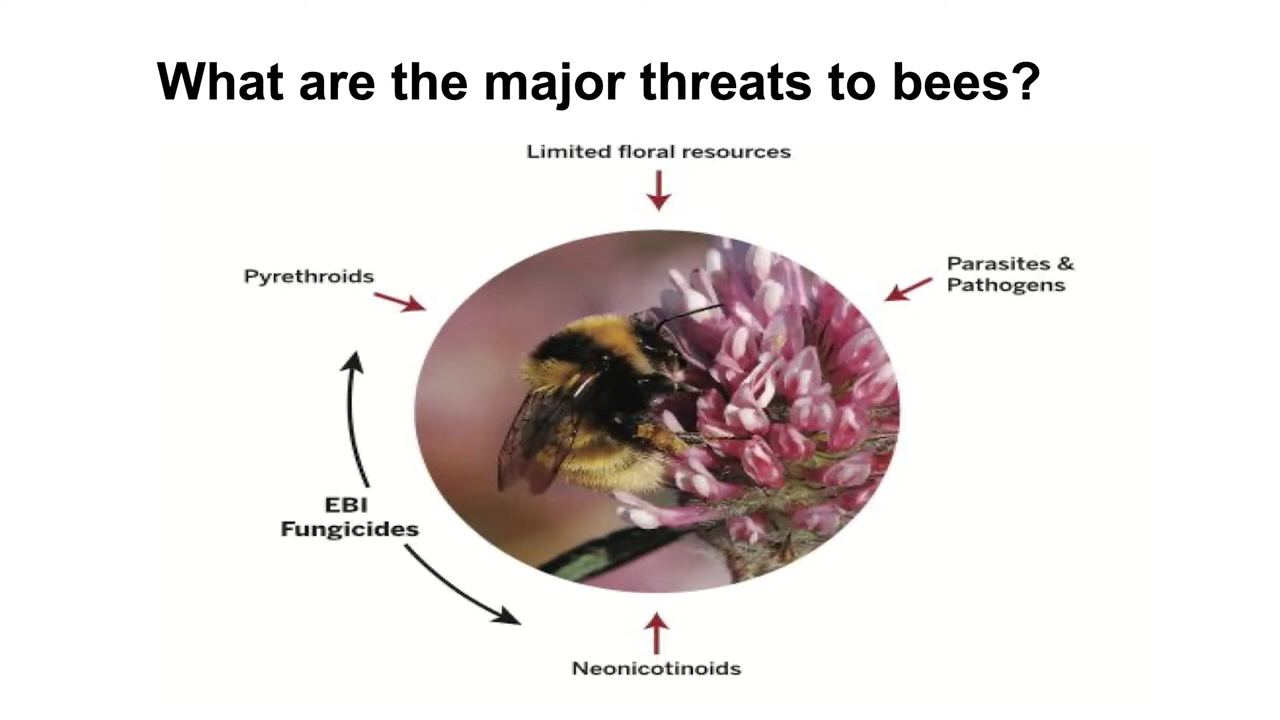 What are the major threats to bees?
Limited floral resources
Pyrethroids
Parasites &
Pathogens
EBI
Fungicides
Neonicotinoids